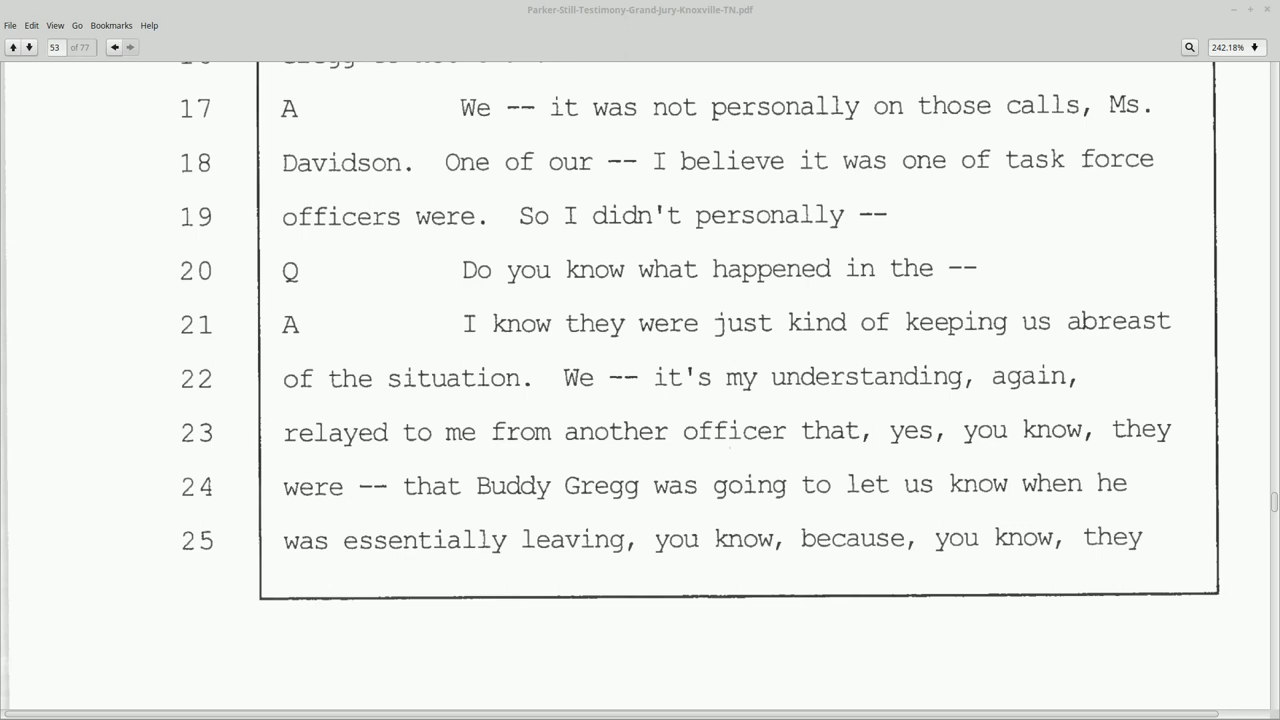 Parker-Still-Testimony-Grand-Jury-Knoxville-TN.pdf
File Edit View Go Bookmarks Help
53 of 77 242.18%
17 A We -- it was not personally on those calls, Ms.
18 Davidson. One of our -- I believe it was one of task force
19 officers were. So I didn't personally --
20 Q Do you know what happened in the --
21 A I know they were just kind of keeping us abreast
22 of the situation. We -- it's my understanding, again,
23 relayed to me from another officer that, yes, you know, they
24 were -- that Buddy Gregg was going to let us know when he
25 was essentially leaving, you know, because, you know, they